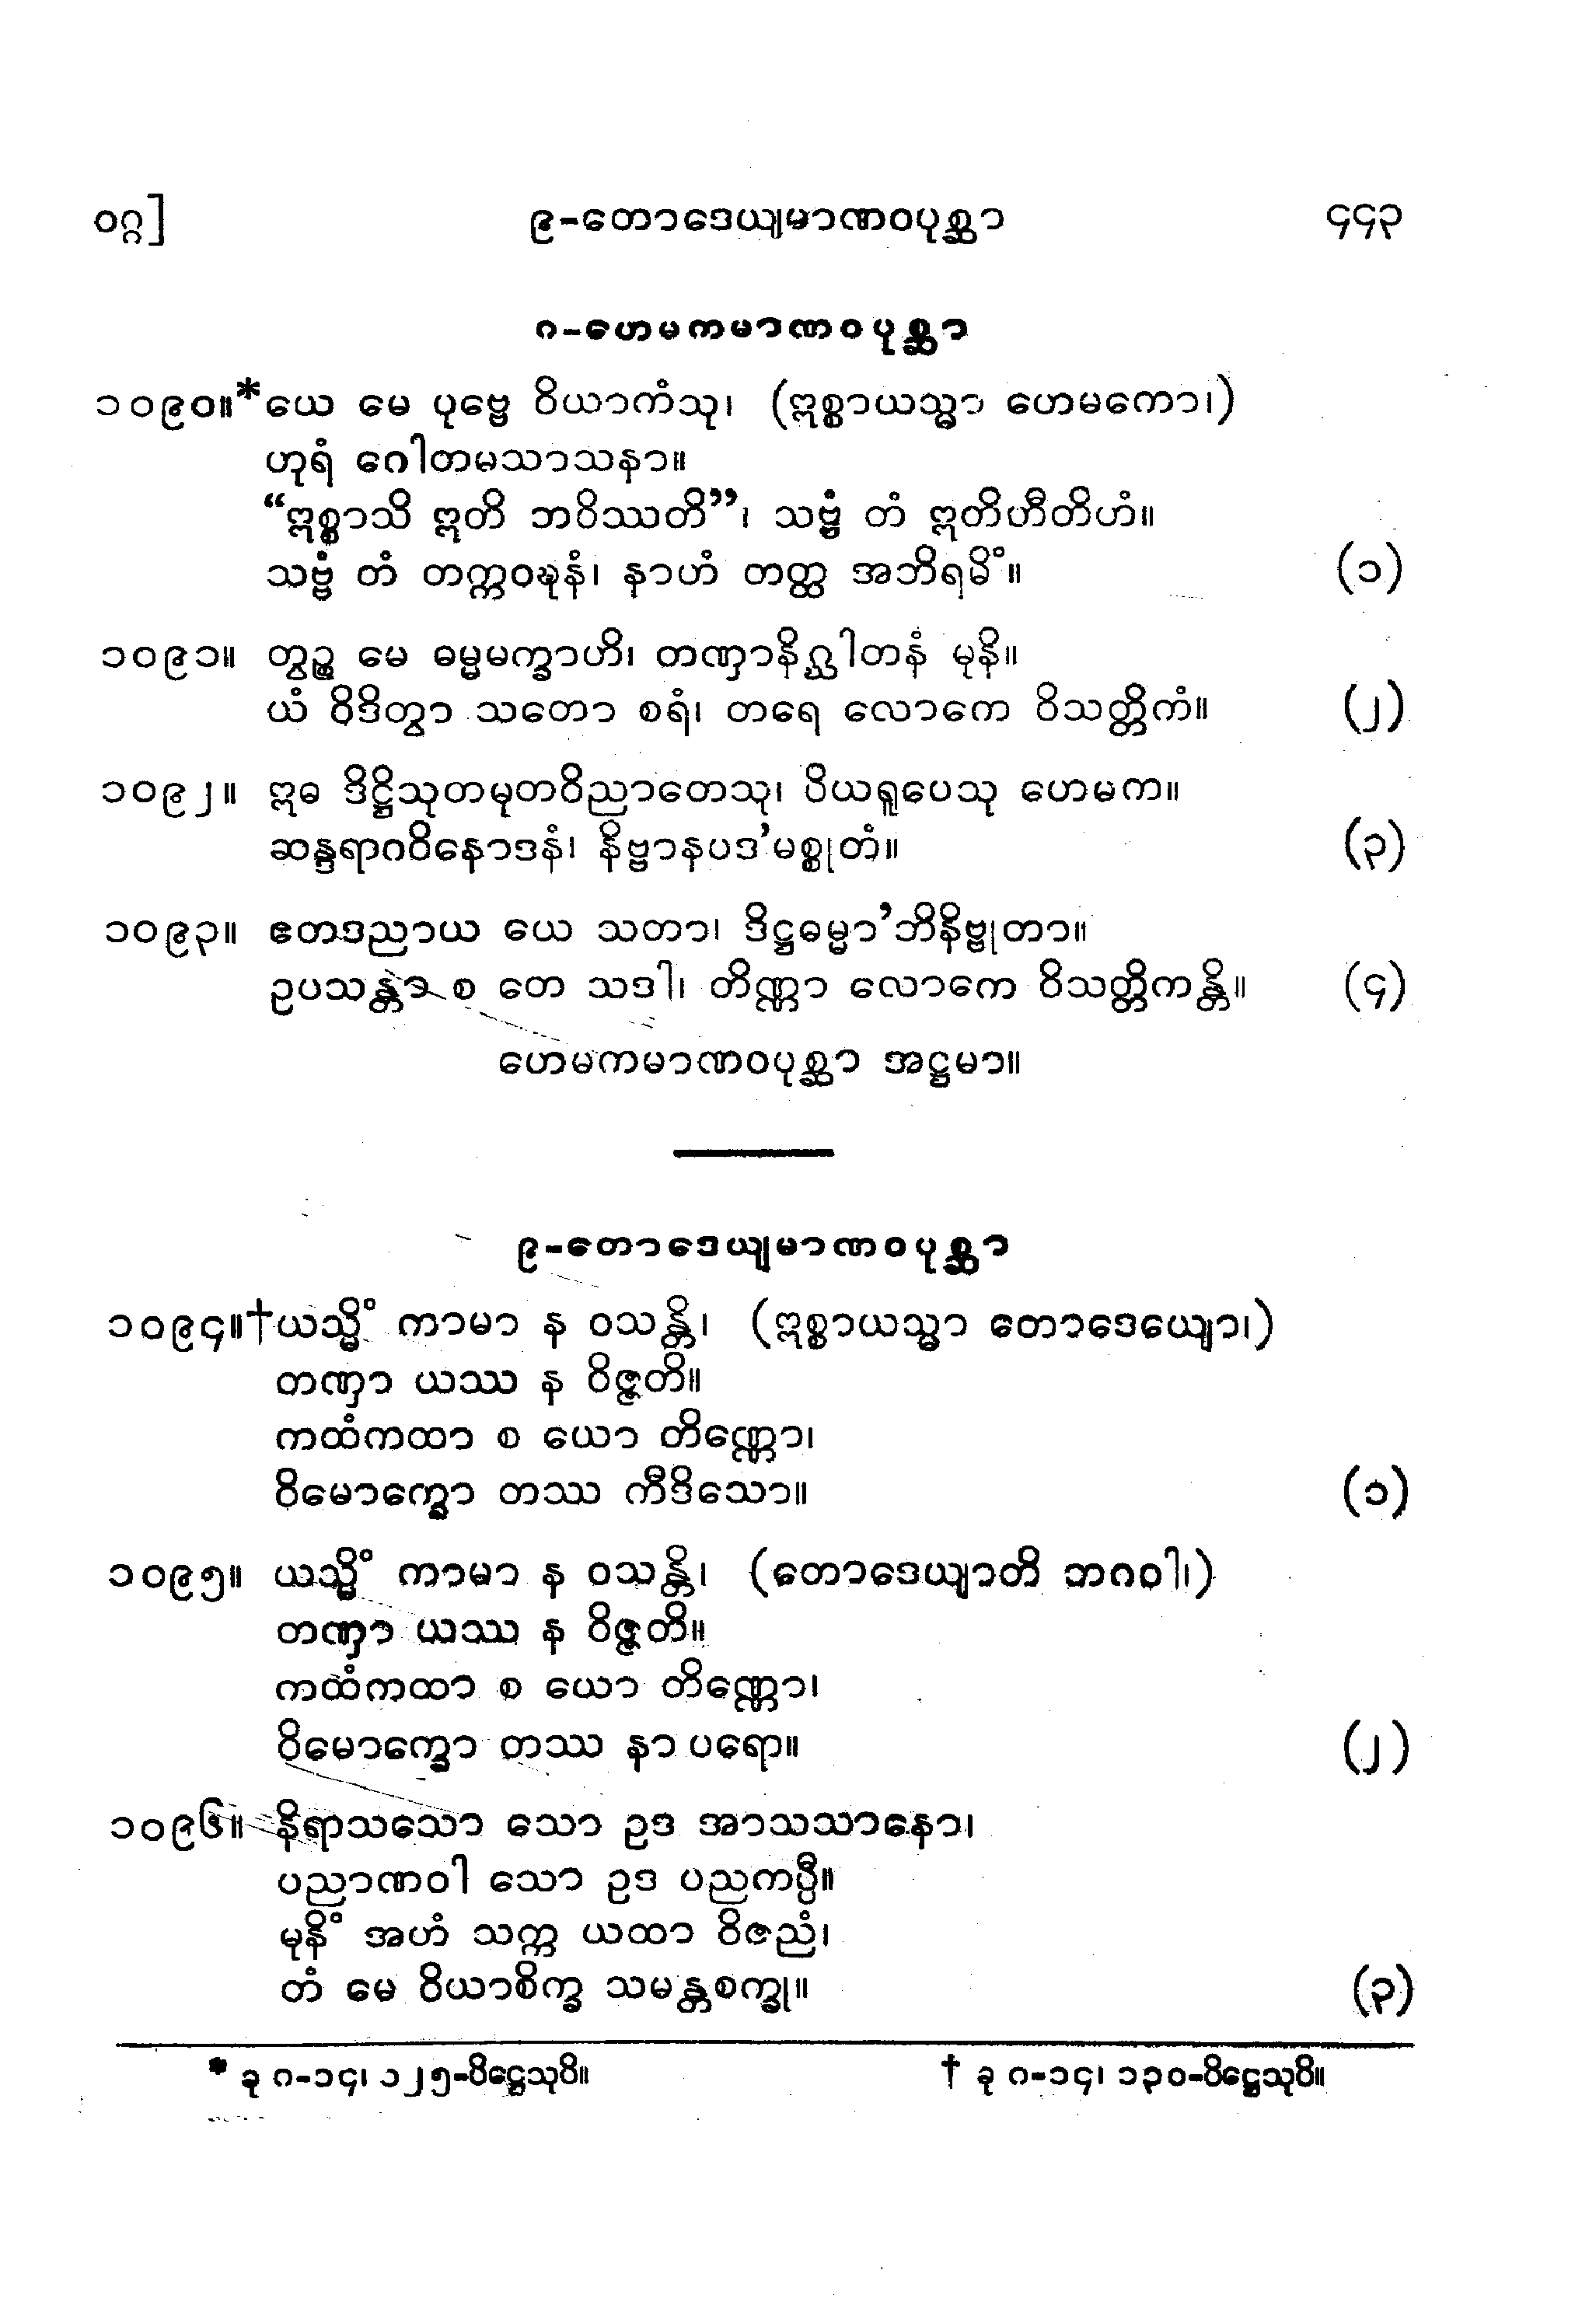 ဝဂ္ဂ] ၉-တောဒေယျမာဏဝပုစ္ဆာ ၄၄၃
ဂ-ဟေမကမာဏဝပုစ္ဆာ
၁၀၉၀။*ယေ မေ ပုဗ္ဗေ ဝိယာကံသု၊ (ဣစ္စာယသ္မာ ဟေမကော၊)
ဟုရံ ဂေါတမသာသနာ။
“ဣစ္စာသိ ဣတိ ဘဝိဿတိ”၊ သဗ္ဗံ တံ ဣတိဟီတိဟံ။
သဗ္ဗံ တံ တက္ကဝဍ္ဎနံ၊ နာဟံ တတ္ထ အဘိရမိံ။ (၁)
၁၀၉၁။ တွဉ္စ မေ ဓမ္မမက္ခာဟိ၊ တဏှာနိဂ္ဃါတနံ မုနိ။
ယံ ဝိဒိတွာ သတော စရံ၊ တရေ လောကေ ဝိသတ္တိကံ။ (၂)
၁၀၉၂။ ဣဓ ဒိဋ္ဌိသုတမုတဝိညာတေသု၊ ပိယရူပေသု ဟေမက။
ဆန္ဒရာဂဝိနောဒနံ၊ နိဗ္ဗာနပဒ’မစ္စုတံ။ (၃)
၁၀၉၃။ ဧတဒညာယ ယေ သတာ၊ ဒိဋ္ဌဓမ္မာ’ဘိနိဗ္ဗုတာ။
ဥပသန္တာ စ တေ သဒါ၊ တိဏ္ဏာ လောကေ ဝိသတ္တိကန္တိ။ (၄)
ဟေမကမာဏဝပုစ္ဆာ အဋ္ဌမာ။
၉-တောဒေယျမာဏဝပုစ္ဆာ
၁၀၉၄။†ယသ္မိံ ကာမာ န ဝသန္တိ၊ (ဣစ္စာယသ္မာ တောဒေယျော၊)
တဏှာ ယဿ န ဝိဇ္ဇတိ။
ကထံကထာ စ ယော တိဏ္ဏော၊
ဝိမောက္ခော တဿ ကီဒိသော။ (၁)
၁၀၉၅။ ယသ္မိံ ကာမာ န ဝသန္တိ၊ (တောဒေယျာတိ ဘဂဝါ၊)
တဏှာ ယဿ န ဝိဇ္ဇတိ။
ကထံကထာ စ ယော တိဏ္ဏော၊
ဝိမောက္ခော တဿ နာ ပရော။ (၂)
၁၀၉၆။ နိရာသသော သော ဥဒ အာသသာနော၊
ပညာဏဝါ သော ဥဒ ပညကပ္ပီ။
မုနိံ အဟံ သက္က ယထာ ဝိဇညံ၊
တံ မေ ဝိယာစိက္ခ သမန္တစက္ခု။ (၃)
* ခု ဂ-၁၄၊ ၁၂၅-ပိဋ္ဌေသုပိ။ † ခု ဂ-၁၄၊ ၁၃၀-ပိဋ္ဌေသုပိ။